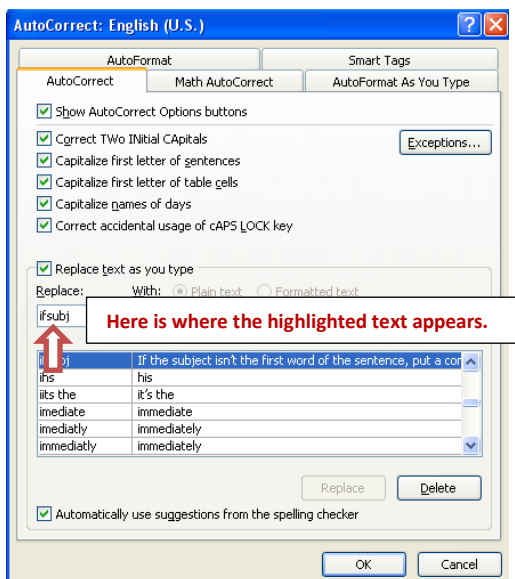 AutoCorrect: English (U.S.)
AutoFormat Smart Tags
AutoCorrect Math AutoCorrect AutoFormat As You Type
Show AutoCorrect Options buttons
Correct TWo INitial CApitals Exceptions...
Capitalize first letter of sentences
Capitalize first letter of table cells
Capitalize names of days
Correct accidental usage of cAPS LOCK key
Replace text as you type
Replace: With: Plain text Formatted text
ifsubj
Here is where the highlighted text appears.
If the subject isn't the first word of the sentence, put a com
ihs his
iits the it's the
imediate immediate
imediatly immediately
immediatly immediately
Replace Delete
Automatically use suggestions from the spelling checker
OK Cancel